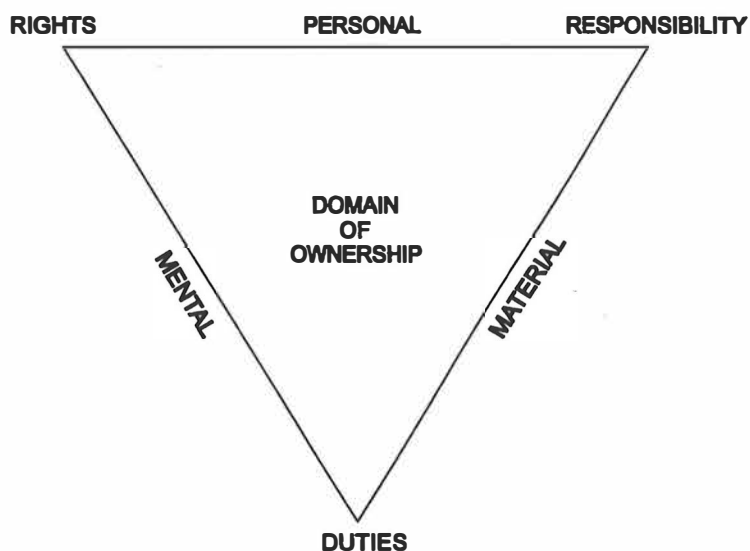 RIGHTS PERSONAL RESPONSIBILITY
DOMAIN
OF
OWNERSHIP
MENTAL
MATERIAL
DUTIES